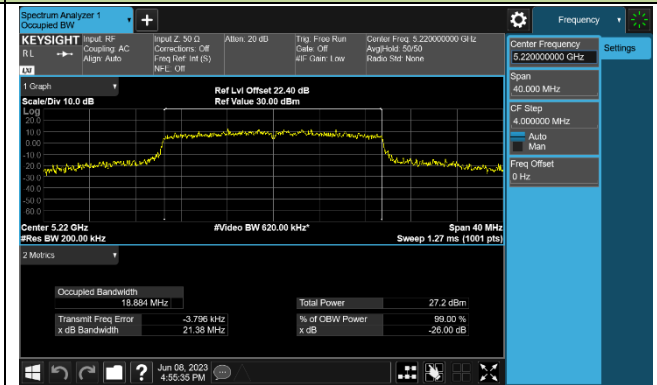 Spectrum Analyzer 1
Occupied BW
Frequency
KEYSIGHT
RL
LXI
Input: RF
Coupling: AC
Align: Auto
Input Z: 50 Ω
Corrections: Off
Freq Ref: Int (S)
NFE: Off
Atten: 20 dB
Trig: Free Run
Gate: Off
#IF Gain: Low
Center Freq: 5.220000000 GHz
Avg|Hold: 50/50
Radio Std: None
Center Frequency
5.220000000 GHz
Settings
Span
40.000 MHz
CF Step
4.000000 MHz
Auto
Man
Freq Offset
0 Hz
1 Graph
Scale/Div 10.0 dB
Ref Lvl Offset 22.40 dB
Ref Value 30.00 dBm
Log
20.0
10.0
0.00
-10.0
-20.0
-30.0
-40.0
-50.0
-60.0
Center 5.22 GHz
#Res BW 200.00 kHz
#Video BW 620.00 kHz*
Span 40 MHz
Sweep 1.27 ms (1001 pts)
2 Metrics
Occupied Bandwidth
18.884 MHz
Transmit Freq Error -3.796 kHz
x dB Bandwidth 21.38 MHz
Total Power 27.2 dBm
% of OBW Power 99.00 %
x dB -26.00 dB
Jun 08, 2023
4:55:35 PM